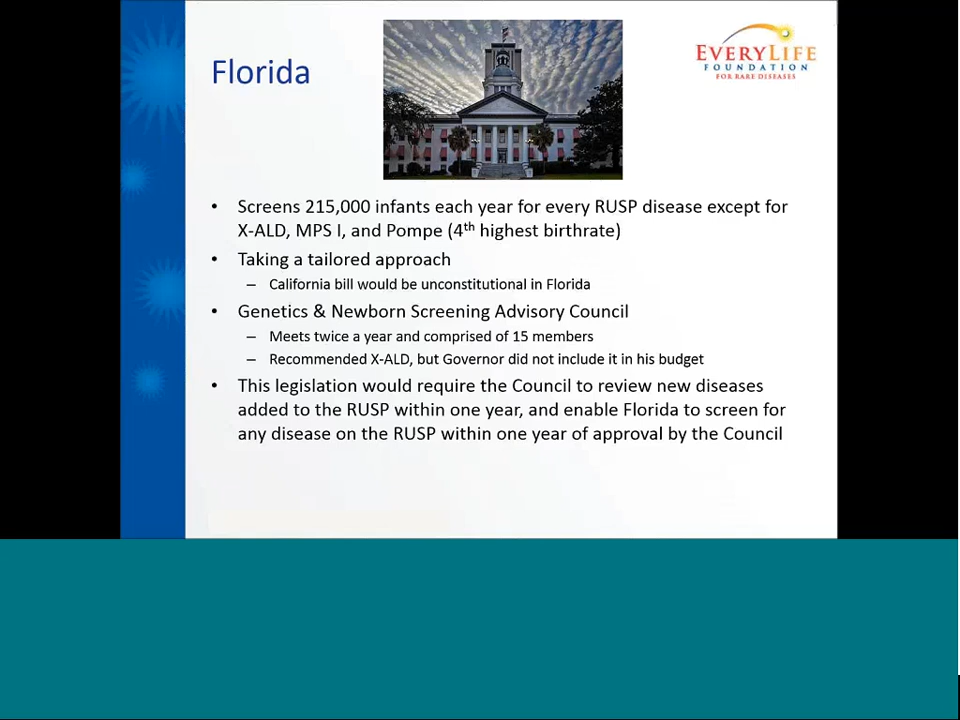 Florida
EVERYLIFE
FOUNDATION
FOR RARE DISEASES
• Screens 215,000 infants each year for every RUSP disease except for
X-ALD, MPS I, and Pompe (4th highest birthrate)
• Taking a tailored approach
– California bill would be unconstitutional in Florida
• Genetics & Newborn Screening Advisory Council
– Meets twice a year and comprised of 15 members
– Recommended X-ALD, but Governor did not include it in his budget
• This legislation would require the Council to review new diseases
added to the RUSP within one year, and enable Florida to screen for
any disease on the RUSP within one year of approval by the Council